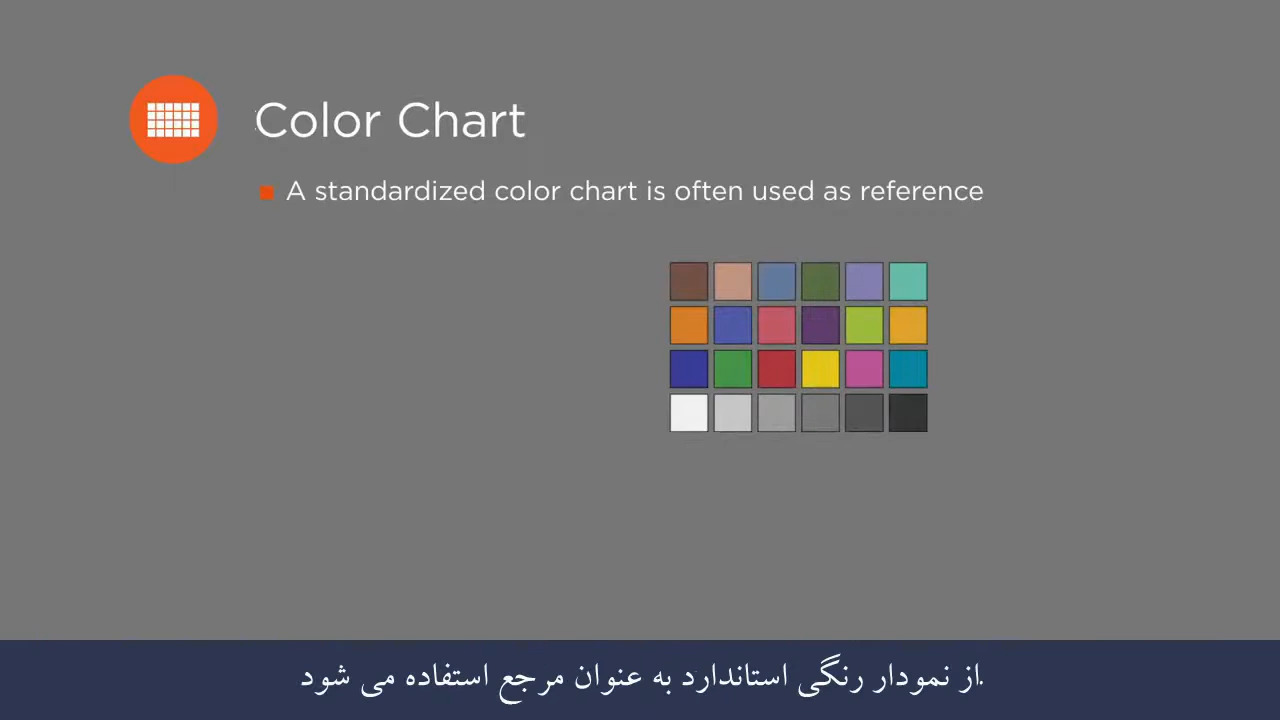 Color Chart
A standardized color chart is often used as reference
از نمودار رنگی استاندارد به عنوان مرجع استفاده می شود.